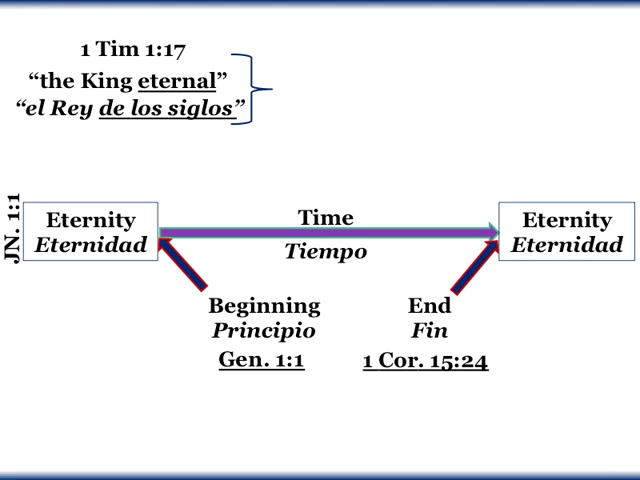 1 Tim 1:17
“the King eternal”
“el Rey de los siglos”
JN. 1:1
Eternity
Eternidad
Time
Tiempo
Eternity
Eternidad
Beginning
Principio
Gen. 1:1
End
Fin
1 Cor. 15:24